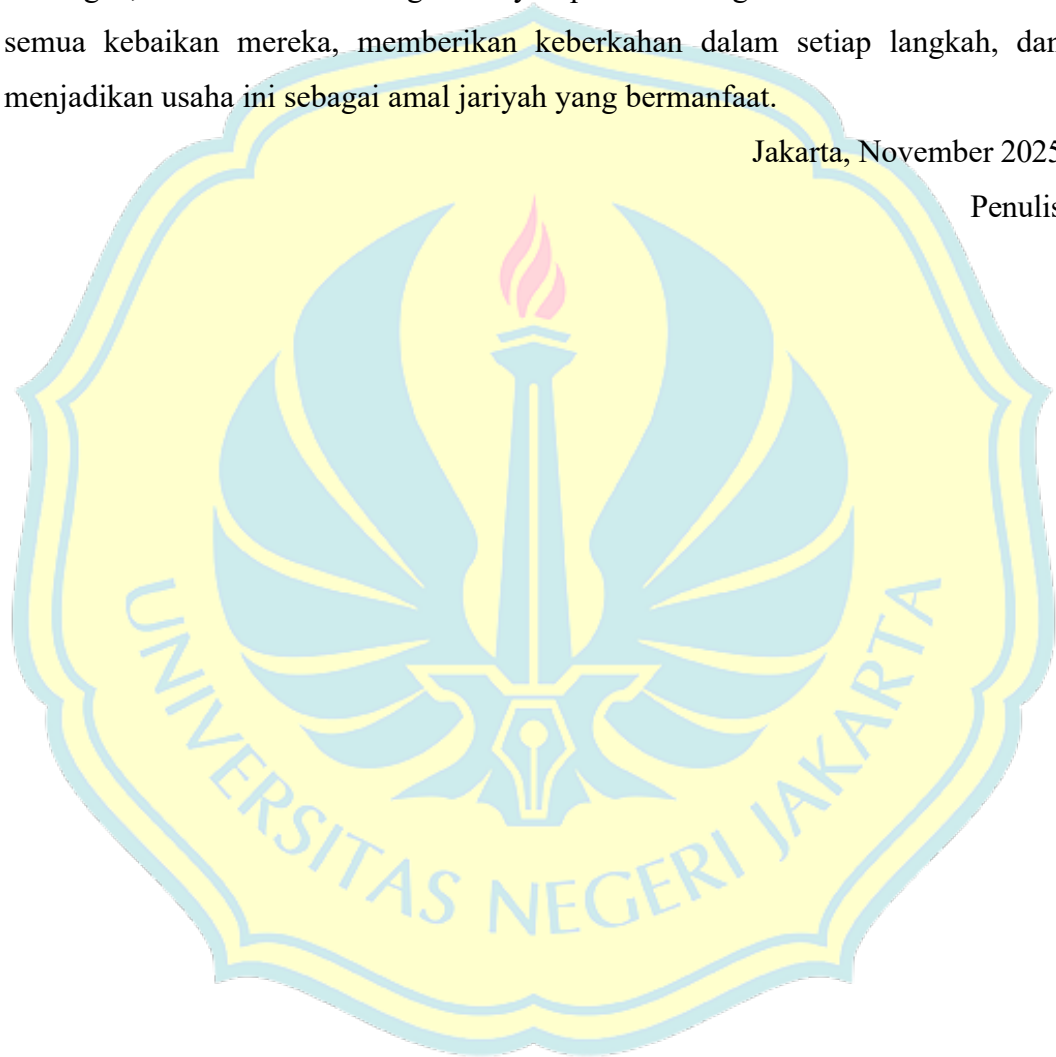 semua kebaikan mereka, memberikan keberkahan dalam setiap langkah, dan
menjadikan usaha ini sebagai amal jariyah yang bermanfaat.
Jakarta, November 2025
Penulis
UNIVERSITAS NEGERI JAKARTA